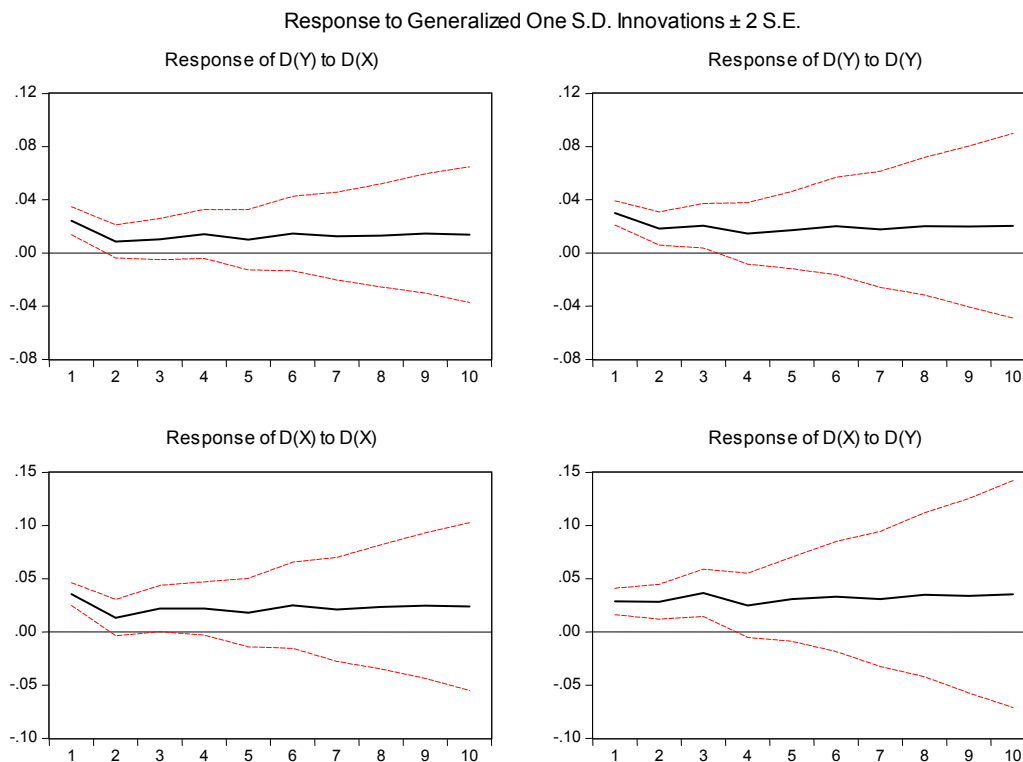 Response to Generalized One S.D. Innovations ± 2 S.E.
Response of D(Y) to D(X)
.12
.08
.04
.00
-.04
-.08
1 2 3 4 5 6 7 8 9 10
Response of D(Y) to D(Y)
.12
.08
.04
.00
-.04
-.08
1 2 3 4 5 6 7 8 9 10
Response of D(X) to D(X)
.15
.10
.05
.00
-.05
-.10
1 2 3 4 5 6 7 8 9 10
Response of D(X) to D(Y)
.15
.10
.05
.00
-.05
-.10
1 2 3 4 5 6 7 8 9 10